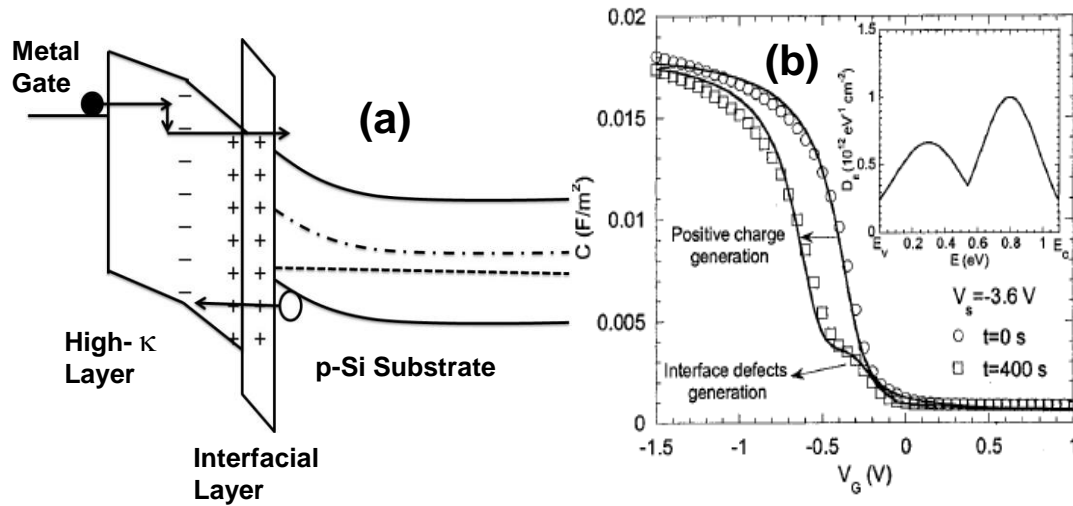 Metal
Gate
(a)
High- κ
Layer
p-Si Substrate
Interfacial
Layer
− − − − − − − −
+ + + + + + +
+ + + + + + +
(b)
0.02
0.015
0.01
0.005
0
C (F/m²)
-1.5 -1 -0.5 0 0.5 1
V_G (V)
Positive charge
generation
Interface defects
generation
V_s=-3.6 V
t=0 s
t=400 s
1.5
1
0.5
0
D_it (10¹² eV⁻¹ cm⁻²)
E_V 0.2 0.4 0.6 0.8 1 E_C
E (eV)